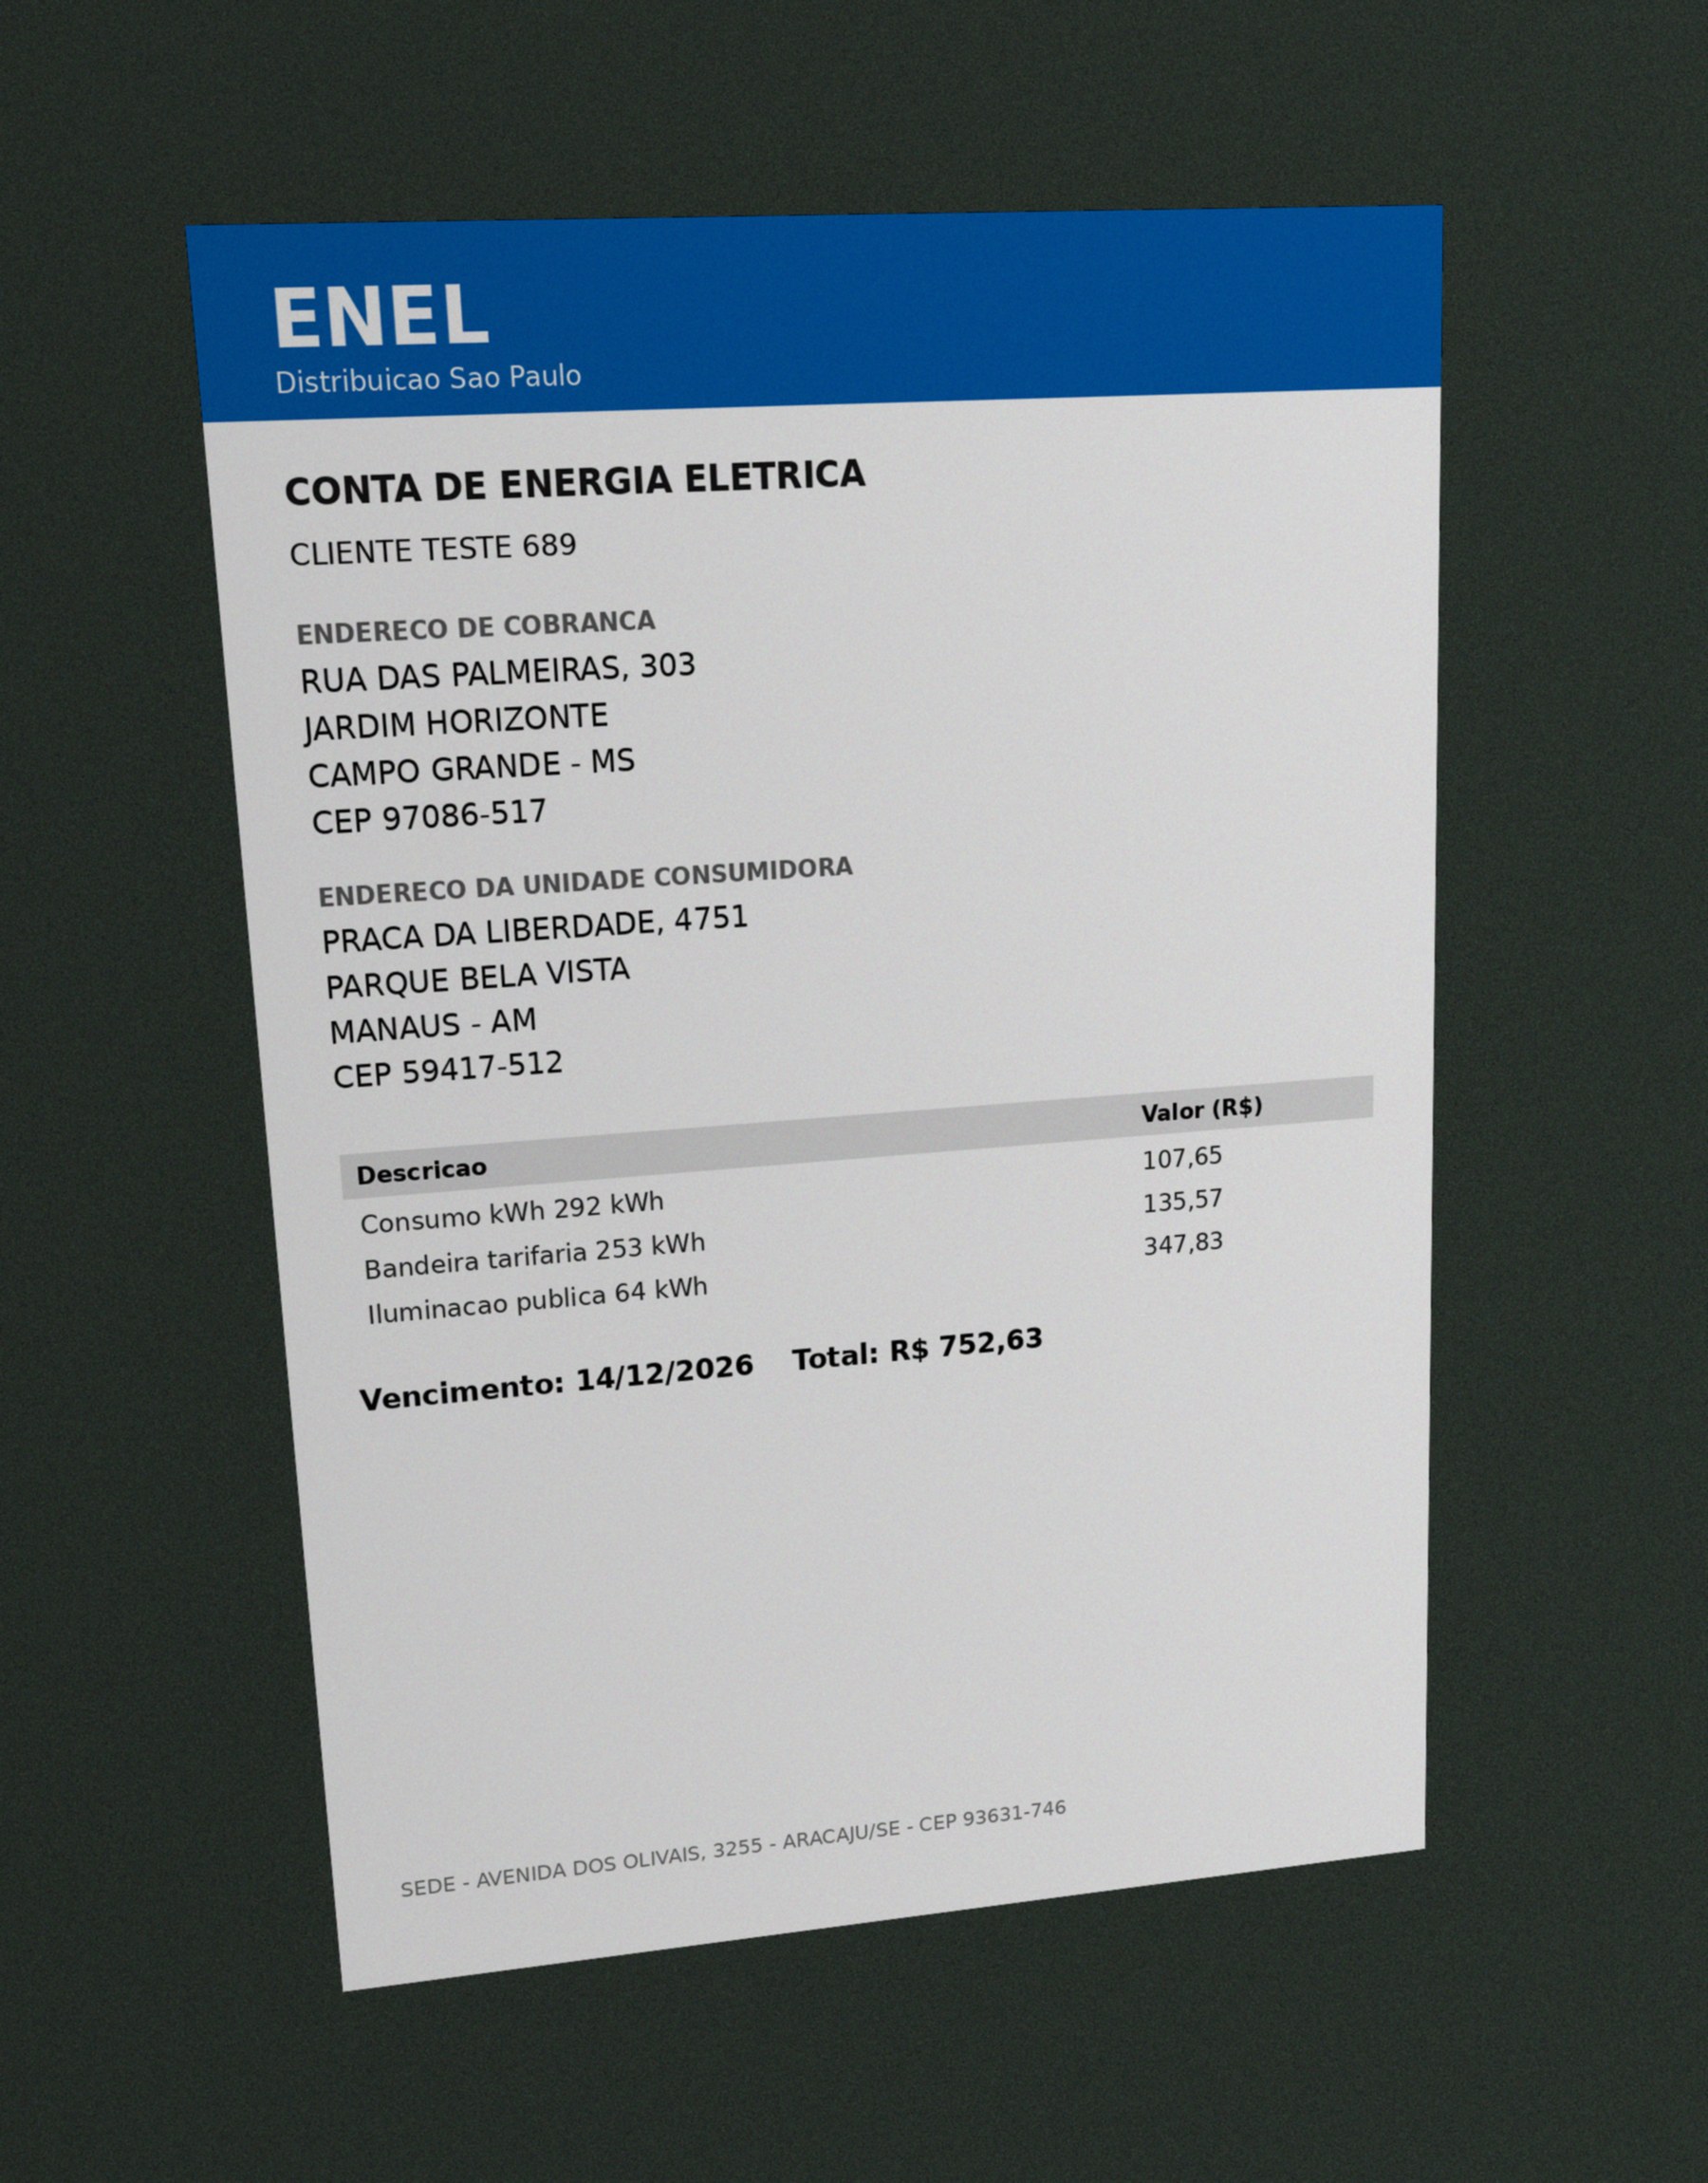 ENEL
Distribuicao Sao Paulo
CONTA DE ENERGIA ELETRICA
CLIENTE TESTE 689
ENDERECO DE COBRANCA
RUA DAS PALMEIRAS, 303
JARDIM HORIZONTE
CAMPO GRANDE - MS
CEP 97086-517
ENDERECO DA UNIDADE CONSUMIDORA
PRACA DA LIBERDADE, 4751
PARQUE BELA VISTA
MANAUS - AM
CEP 59417-512
Descricao Valor (R$)
Consumo kWh 292 kWh 107,65
Bandeira tarifaria 253 kWh 135,57
Iluminacao publica 64 kWh 347,83
Vencimento: 14/12/2026 Total: R$ 752,63
SEDE - AVENIDA DOS OLIVAIS, 3255 - ARACAJU/SE - CEP 93631-746